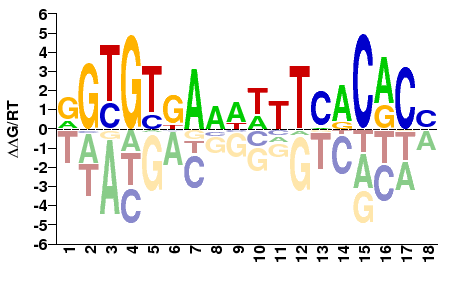 6
5
4
3
2
1
0
-1
-2
-3
-4
-5
-6
ΔΔG/RT
G G T G T G A A A T T T C A C A C C
A C C T T A G G
T A G A T G A T C G G C A G T T T T T A
T A C C G G G C A C A
G
1 2 3 4 5 6 7 8 9 10 11 12 13 14 15 16 17 18